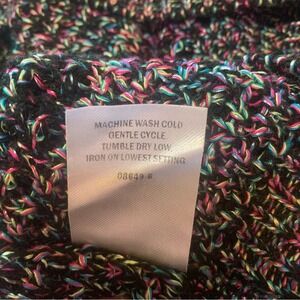 MACHINE WASH COLD
GENTLE CYCLE
TUMBLE DRY LOW
IRON ON LOWEST SETTING
08649